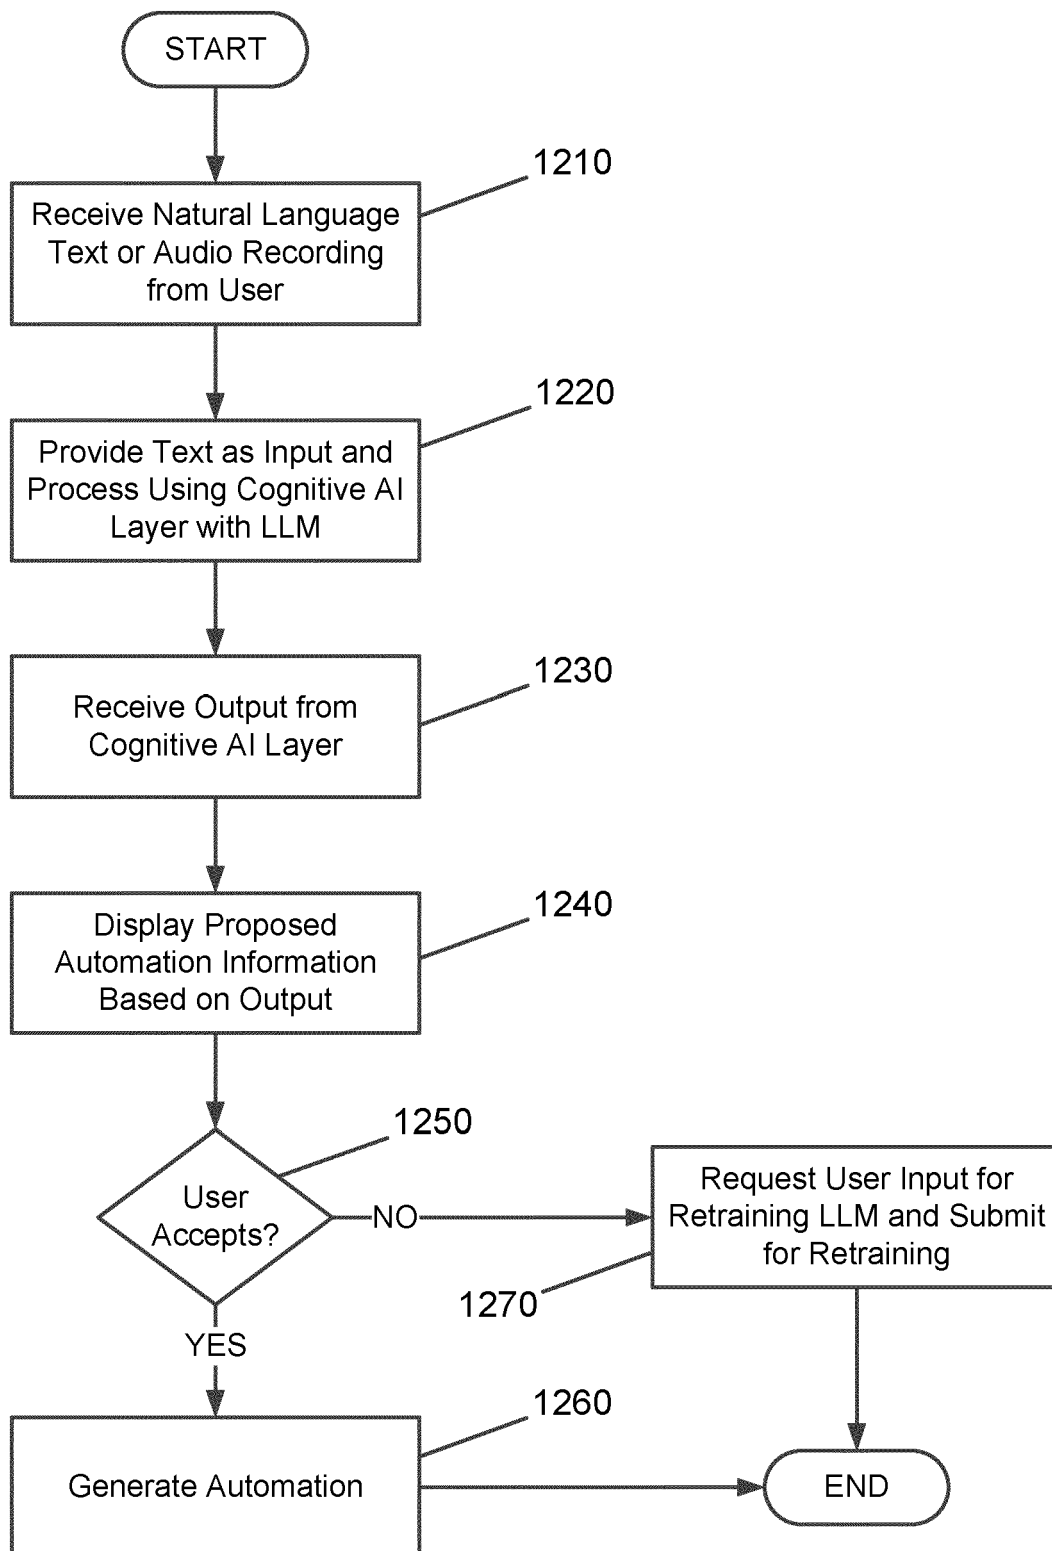 START
1210
Receive Natural Language
Text or Audio Recording
from User
1220
Provide Text as Input and
Process Using Cognitive AI
Layer with LLM
1230
Receive Output from
Cognitive AI Layer
1240
Display Proposed
Automation Information
Based on Output
1250
User
Accepts?
NO
Request User Input for
Retraining LLM and Submit
for Retraining
1270
YES
1260
Generate Automation
END